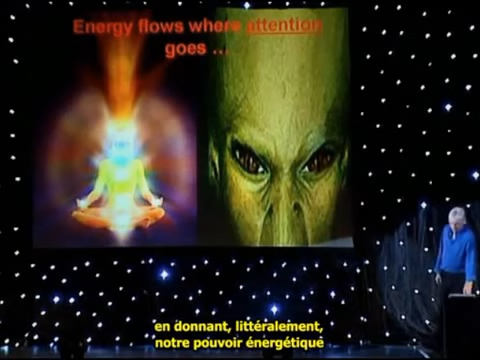 Energy flows where attention
goes ....
en donnant, littéralement,
notre pouvoir énergétique